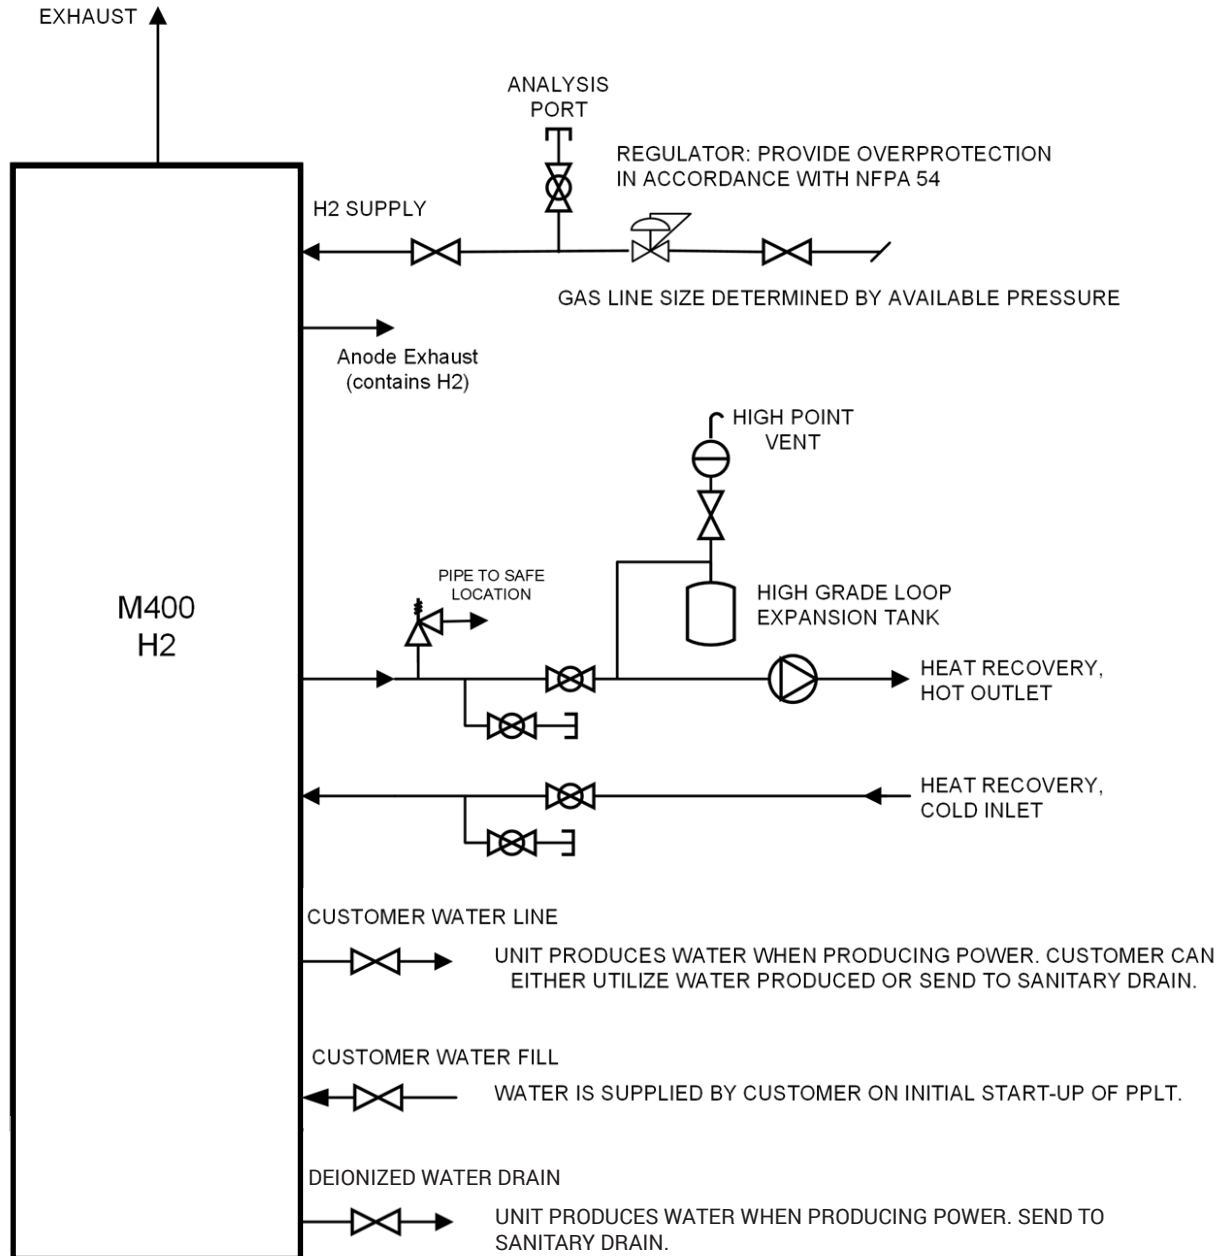 EXHAUST
ANALYSIS
PORT
REGULATOR: PROVIDE OVERPROTECTION
IN ACCORDANCE WITH NFPA 54
H2 SUPPLY
GAS LINE SIZE DETERMINED BY AVAILABLE PRESSURE
Anode Exhaust
(contains H2)
HIGH POINT
VENT
PIPE TO SAFE
LOCATION
HIGH GRADE LOOP
EXPANSION TANK
M400
H2
HEAT RECOVERY,
HOT OUTLET
HEAT RECOVERY,
COLD INLET
CUSTOMER WATER LINE
UNIT PRODUCES WATER WHEN PRODUCING POWER. CUSTOMER CAN
EITHER UTILIZE WATER PRODUCED OR SEND TO SANITARY DRAIN.
CUSTOMER WATER FILL
WATER IS SUPPLIED BY CUSTOMER ON INITIAL START-UP OF PPLT.
DEIONIZED WATER DRAIN
UNIT PRODUCES WATER WHEN PRODUCING POWER. SEND TO
SANITARY DRAIN.